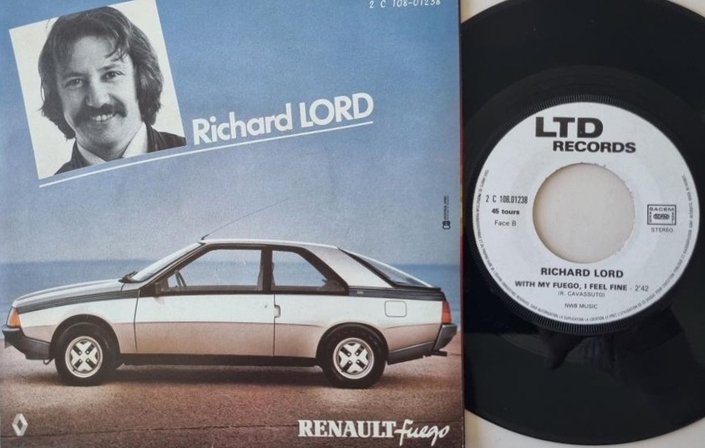 2 C 108-01238
Richard LORD
RENAULT fuego
LTD
RECORDS
2 C 108.01238
45 tours
Face B
SACEM
STEREO
RICHARD LORD
WITH MY FUEGO, I FEEL FINE - 2'42
(R. CAVASSUTO)
NWB MUSIC